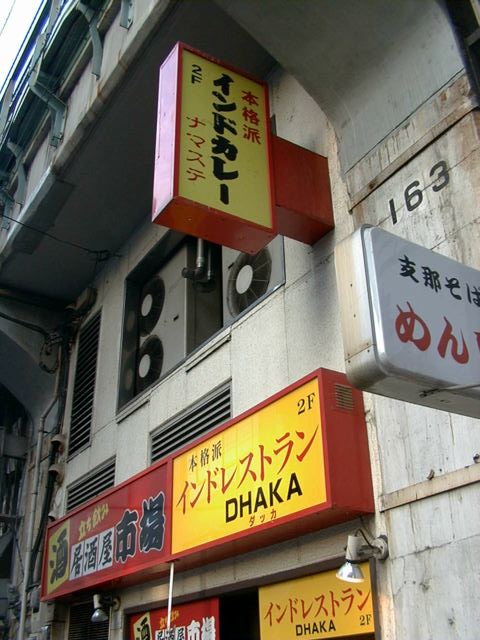 本格派
インドカレー
ナマステ
2F
163
支那そば
めん
2F
本格派
インドレストラン
DHAKA
ダッカ
立ち飲み
酒 居酒屋 市場
インドレストラン
DHAKA 2F
酒 居酒屋 市場